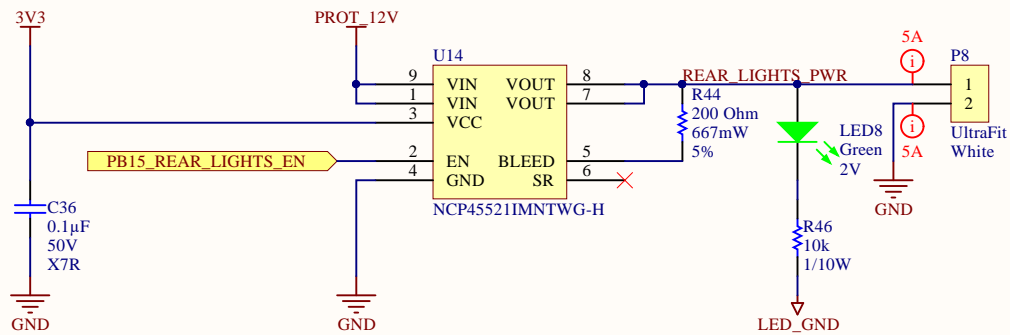 3V3
PROT_12V
U14
9 VIN VOUT 8
1 VIN VOUT 7
3 VCC
2 EN BLEED 5
4 GND SR 6
NCP45521IMNTWG-H
PB15_REAR_LIGHTS_EN
C36
0.1µF
50V
X7R
GND
GND
REAR_LIGHTS_PWR
R44
200 Ohm
667mW
5%
LED8
Green
2V
R46
10k
1/10W
LED_GND
5A
i
i
5A
GND
P8
1
2
UltraFit
White